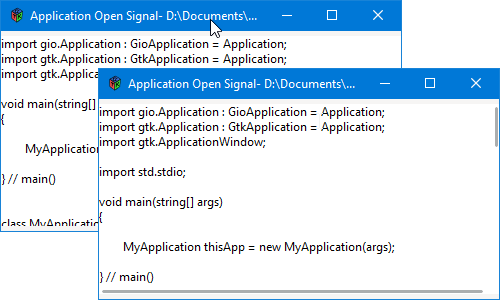 Application Open Signal- D:\Documents\...
import gio.Application : GioApplication = Application;
import gtk.Application : GtkApplication = Application;
import gtk.Applica
void main(string[]
{
MyApplication
} // main()
class MyApplication
Application Open Signal- D:\Documents\...
import gio.Application : GioApplication = Application;
import gtk.Application : GtkApplication = Application;
import gtk.ApplicationWindow;
import std.stdio;
void main(string[] args)
{
MyApplication thisApp = new MyApplication(args);
} // main()